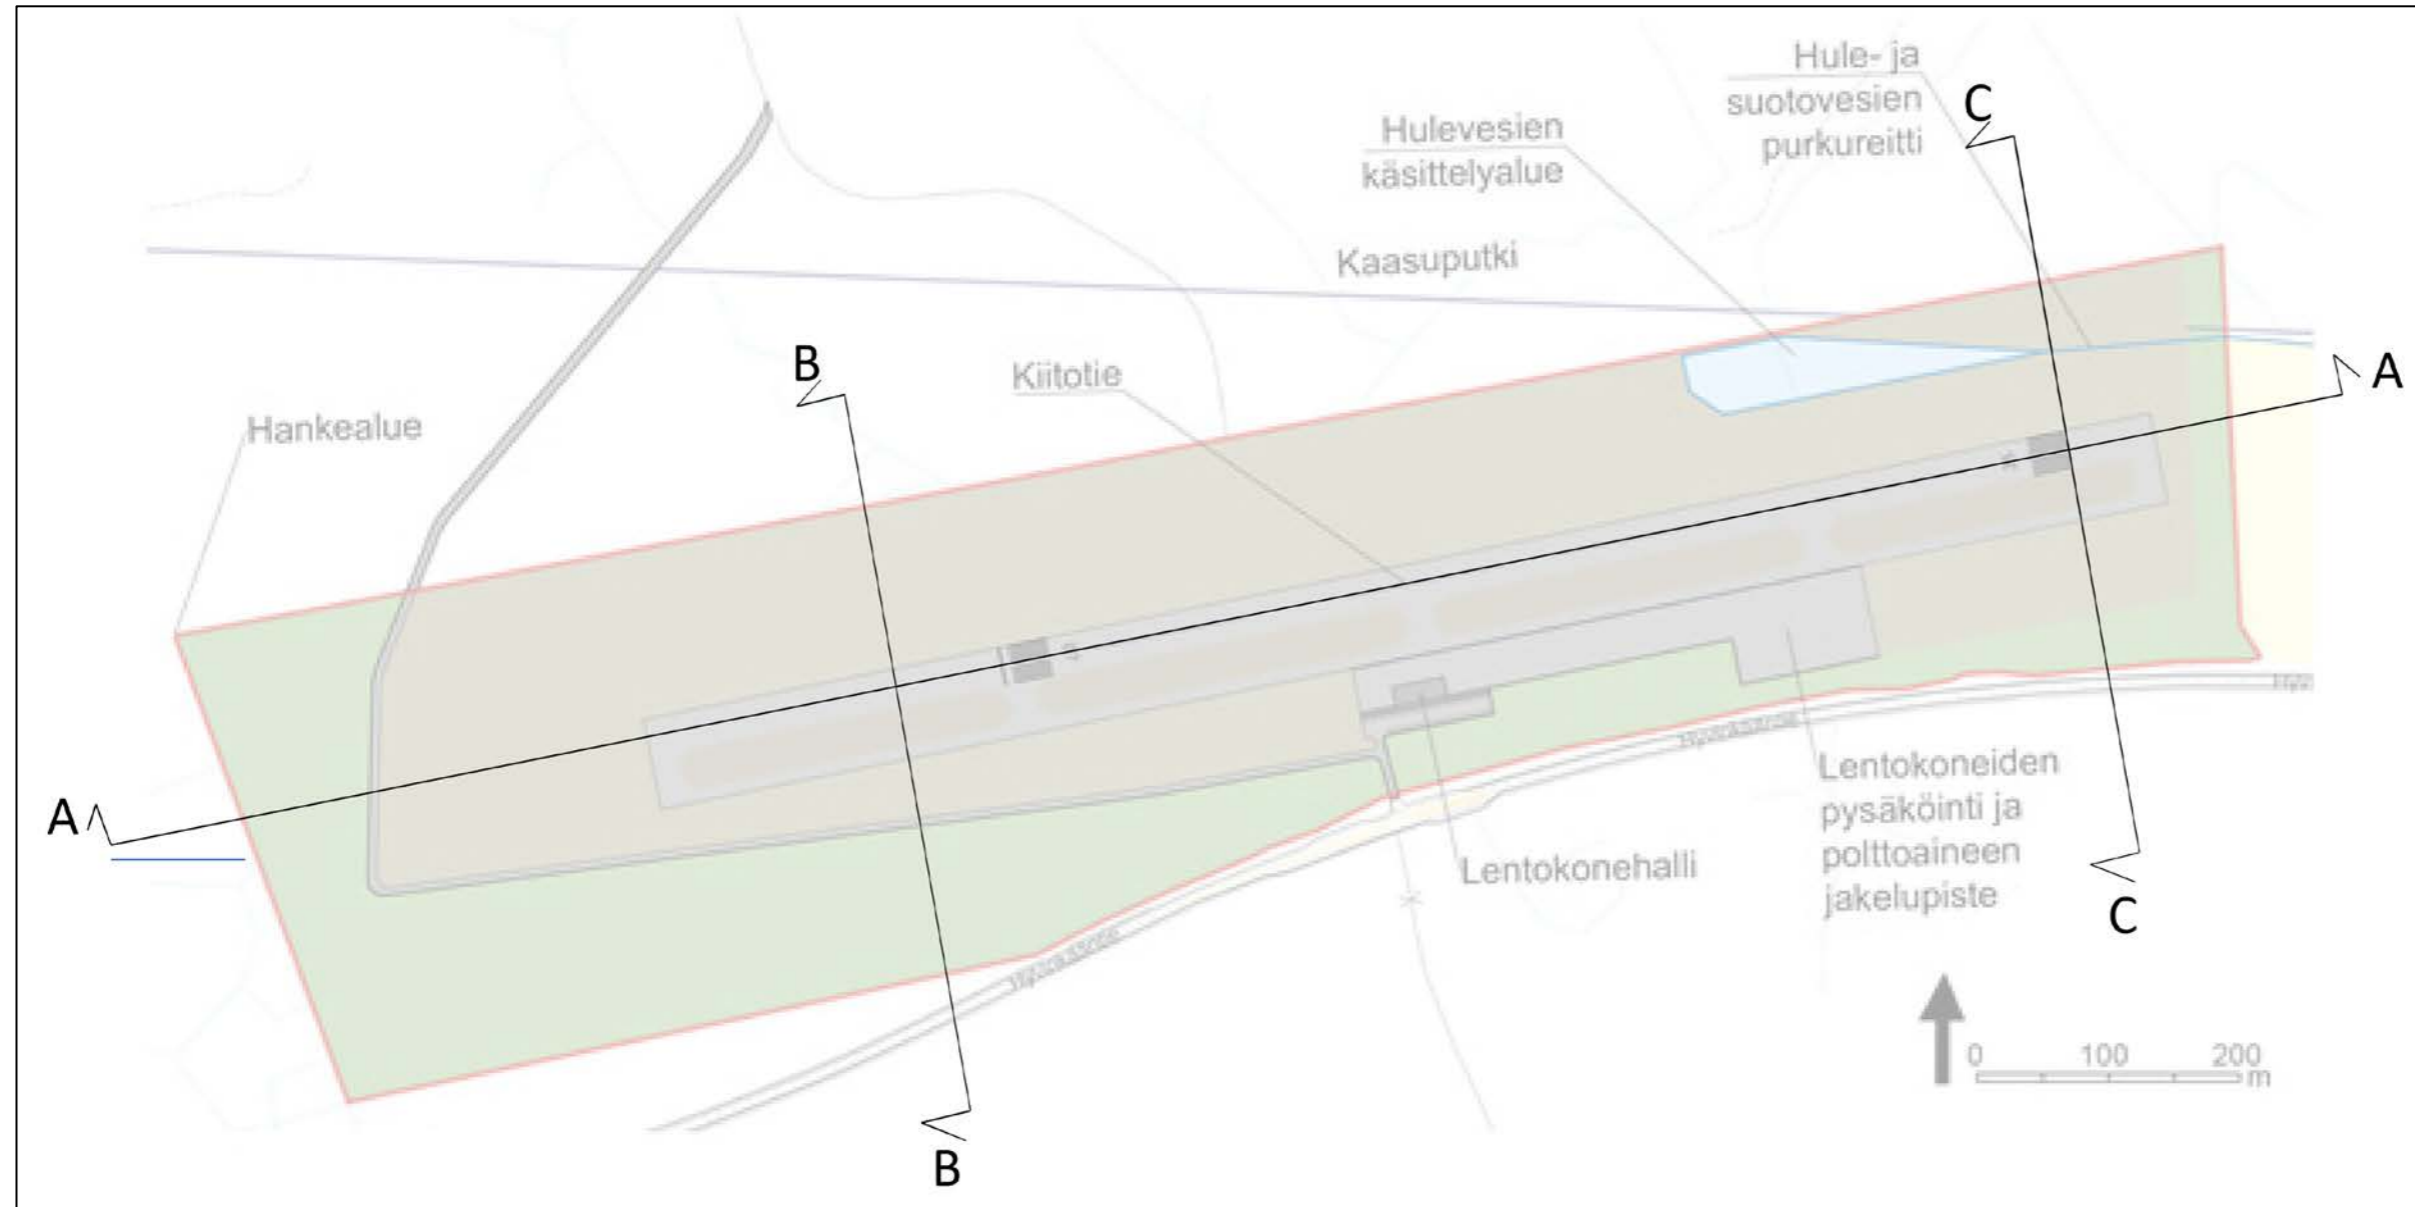 Hule- ja
suotovesien
purkureitti
C
Hulevesien
käsittelyalue
Kaasuputki
B
Kiitotie
A
Hankealue
A
Lentokoneiden
pysäköinti ja
polttoaineen
jakelupiste
Lentokonehalli
C
B
0 100 200
m